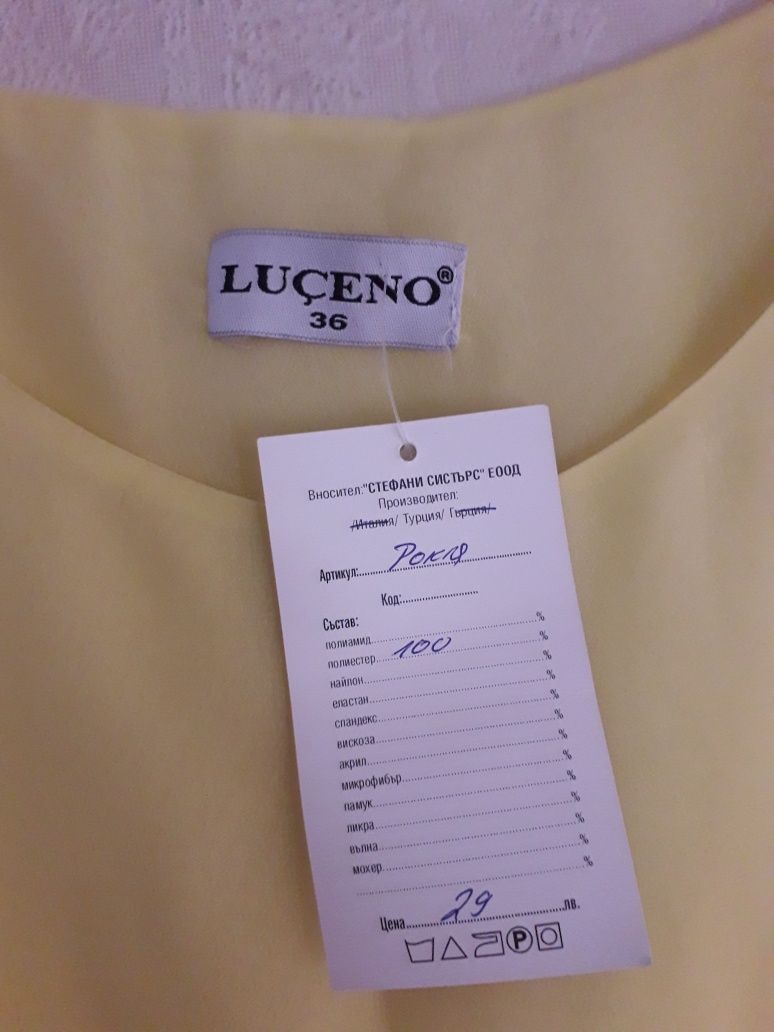 LUÇENO®
36
Вносител:"СТЕФАНИ СИСТЪРС" ЕООД
Производител:
/Италия/ Турция/ Гърция/
Артикул:..........Рокля..........
Код:..........................
Състав:
полиамид..........%
полиестер....100....%
найлон..........%
еластан..........%
спандекс..........%
вискоза..........%
акрил..........%
микрофибър..........%
памук..........%
ликра..........%
вълна..........%
мохер..........%
..........%
Цена..........29..........лв.
P